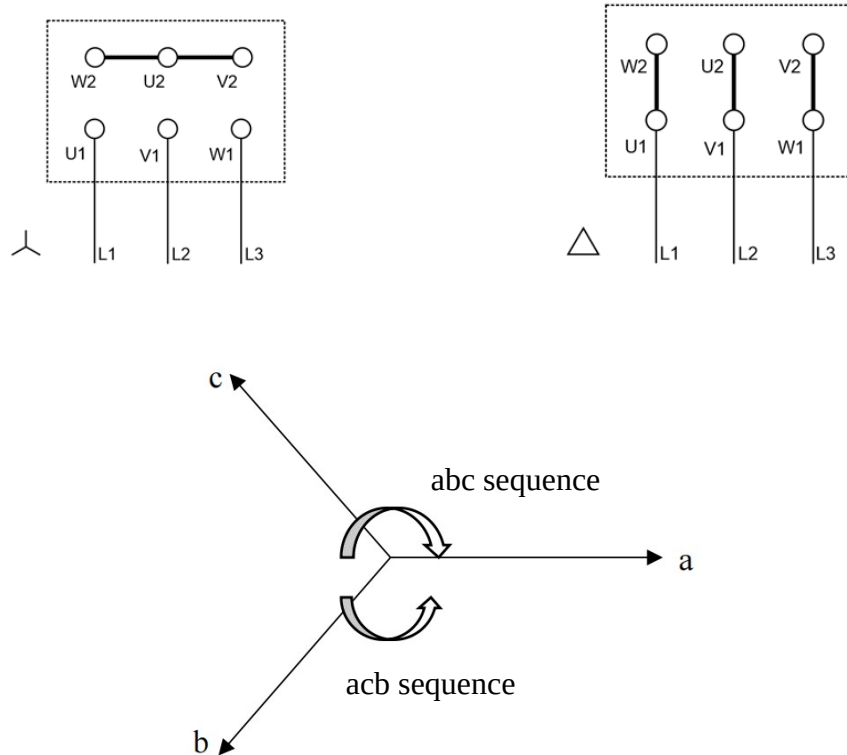 W2 U2 V2
U1 V1 W1
L1 L2 L3
W2 U2 V2
U1 V1 W1
L1 L2 L3
c
abc sequence
a
acb sequence
b